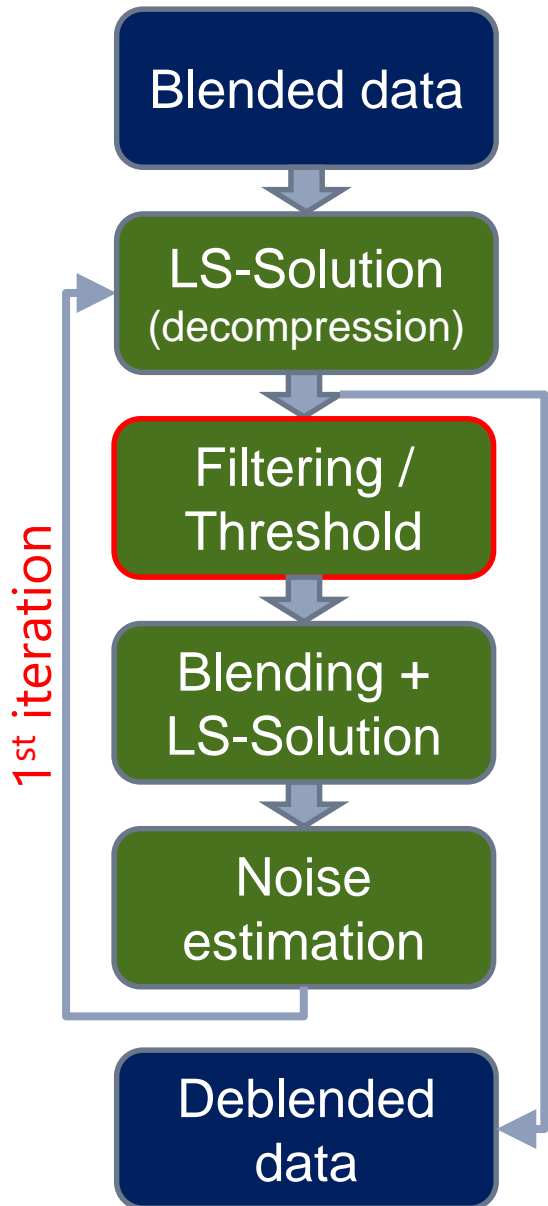 Blended data
LS-Solution
(decompression)
Filtering /
Threshold
1st iteration
Blending +
LS-Solution
Noise
estimation
Deblended
data